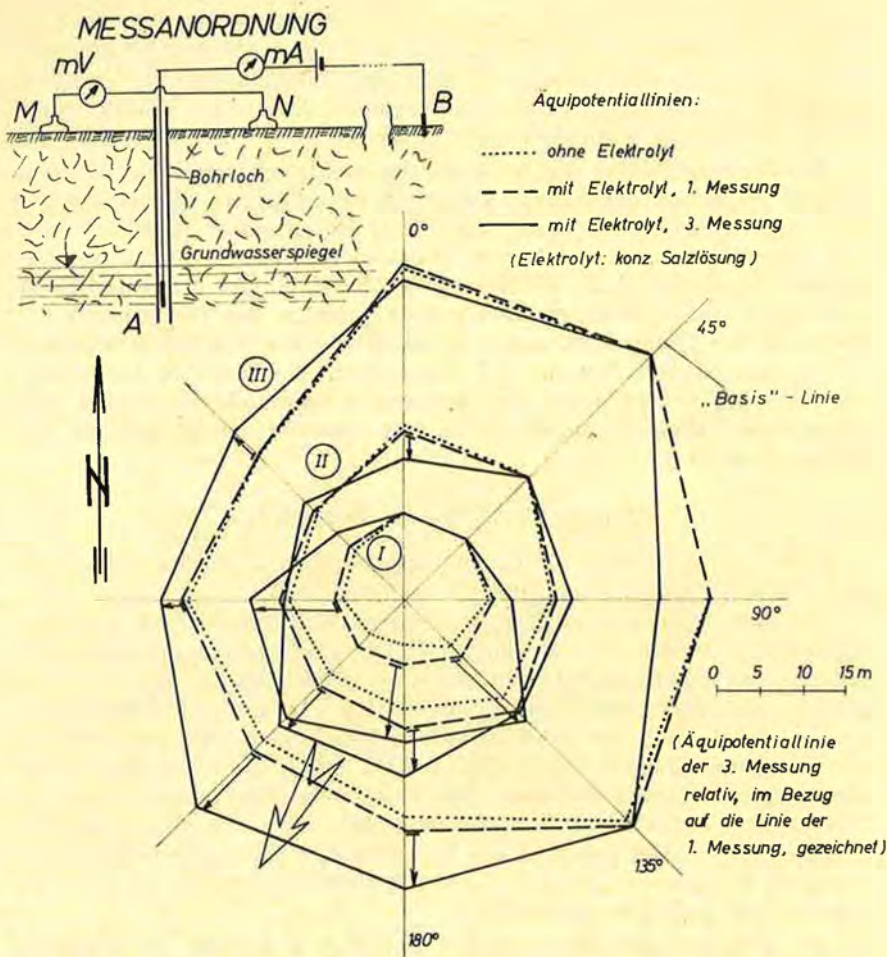 MESSANORDNUNG
mV
mA
M
N
B
Bohrloch
Grundwasserspiegel
A
Äquipotentiallinien:
ohne Elektrolyt
mit Elektrolyt, 1. Messung
mit Elektrolyt, 3. Messung
(Elektrolyt: konz. Salzlösung)
0°
45°
„Basis" - Linie
III
II
I
N
90°
0 5 10 15 m
(Äquipotentiallinie
der 3. Messung
relativ, im Bezug
auf die Linie der
1. Messung, gezeichnet)
135°
180°